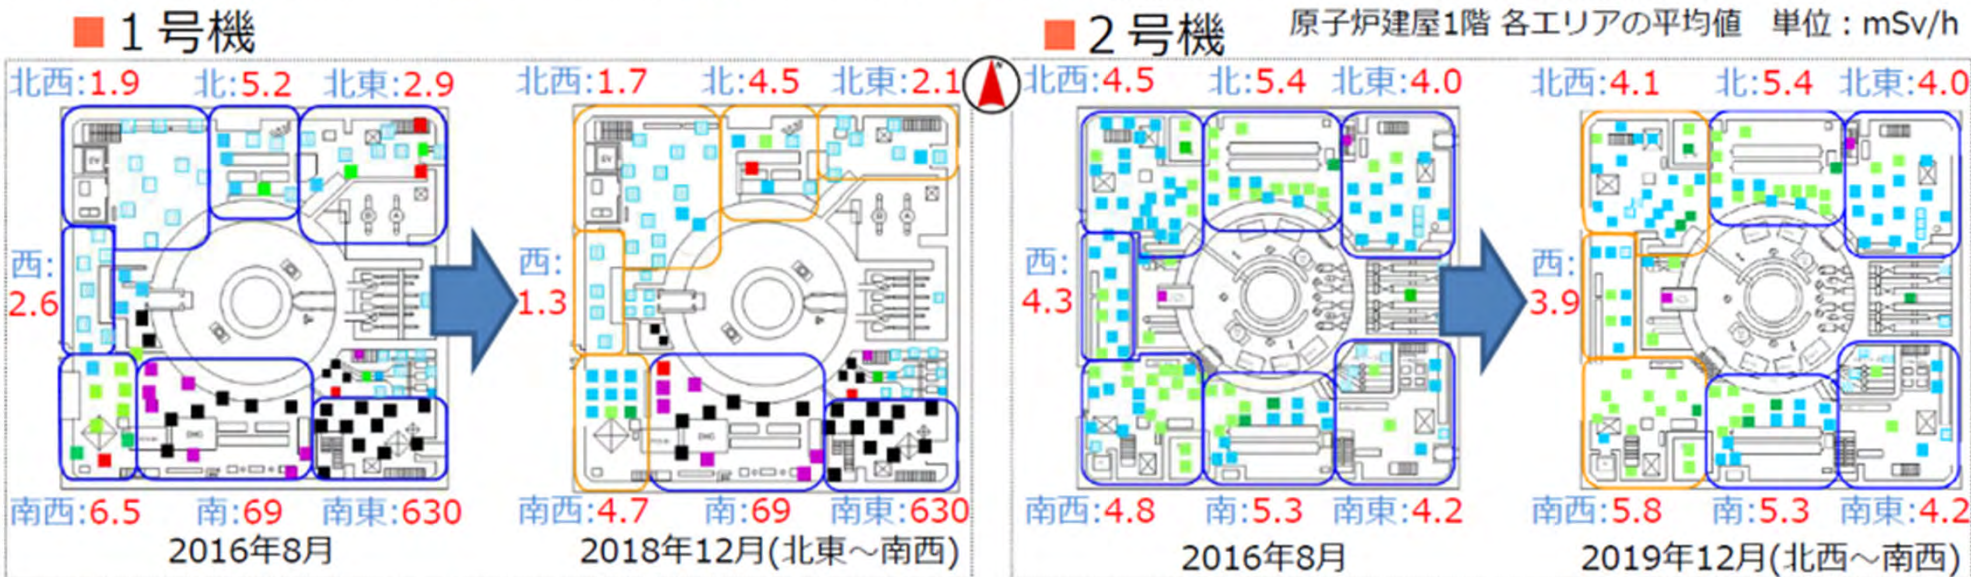 ■１号機
北西:1.9 北:5.2 北東:2.9
西:
2.6
南西:6.5 南:69 南東:630
2016年8月
北西:1.7 北:4.5 北東:2.1
西:
1.3
南西:4.7 南:69 南東:630
2018年12月(北東～南西)
■２号機
原子炉建屋1階 各エリアの平均値　単位：mSv/h
北西:4.5 北:5.4 北東:4.0
西:
4.3
南西:4.8 南:5.3 南東:4.2
2016年8月
北西:4.1 北:5.4 北東:4.0
西:
3.9
南西:5.8 南:5.3 南東:4.2
2019年12月(北西～南西)